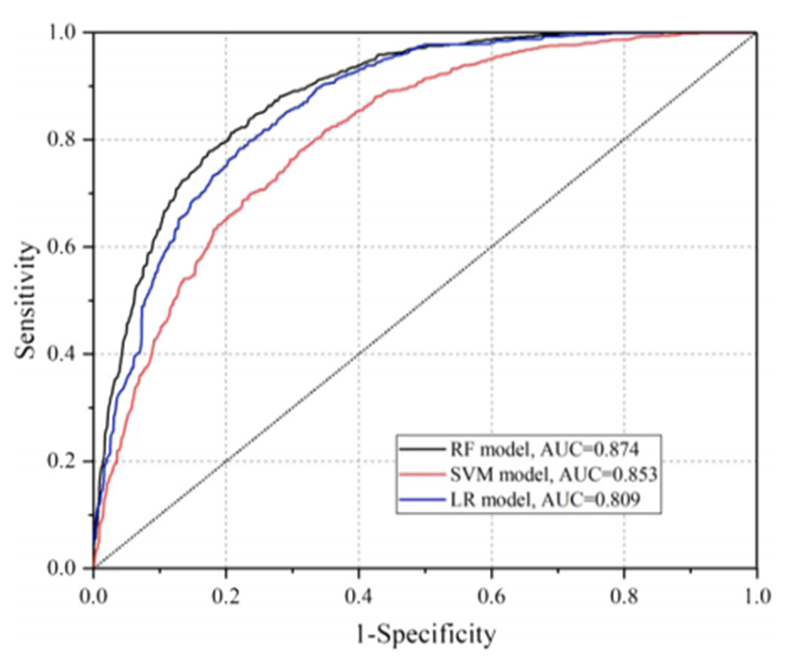 1.0
0.8
0.6
0.4
0.2
0.0
Sensitivity
RF model, AUC=0.874
SVM model, AUC=0.853
LR model, AUC=0.809
0.0 0.2 0.4 0.6 0.8 1.0
1-Specificity